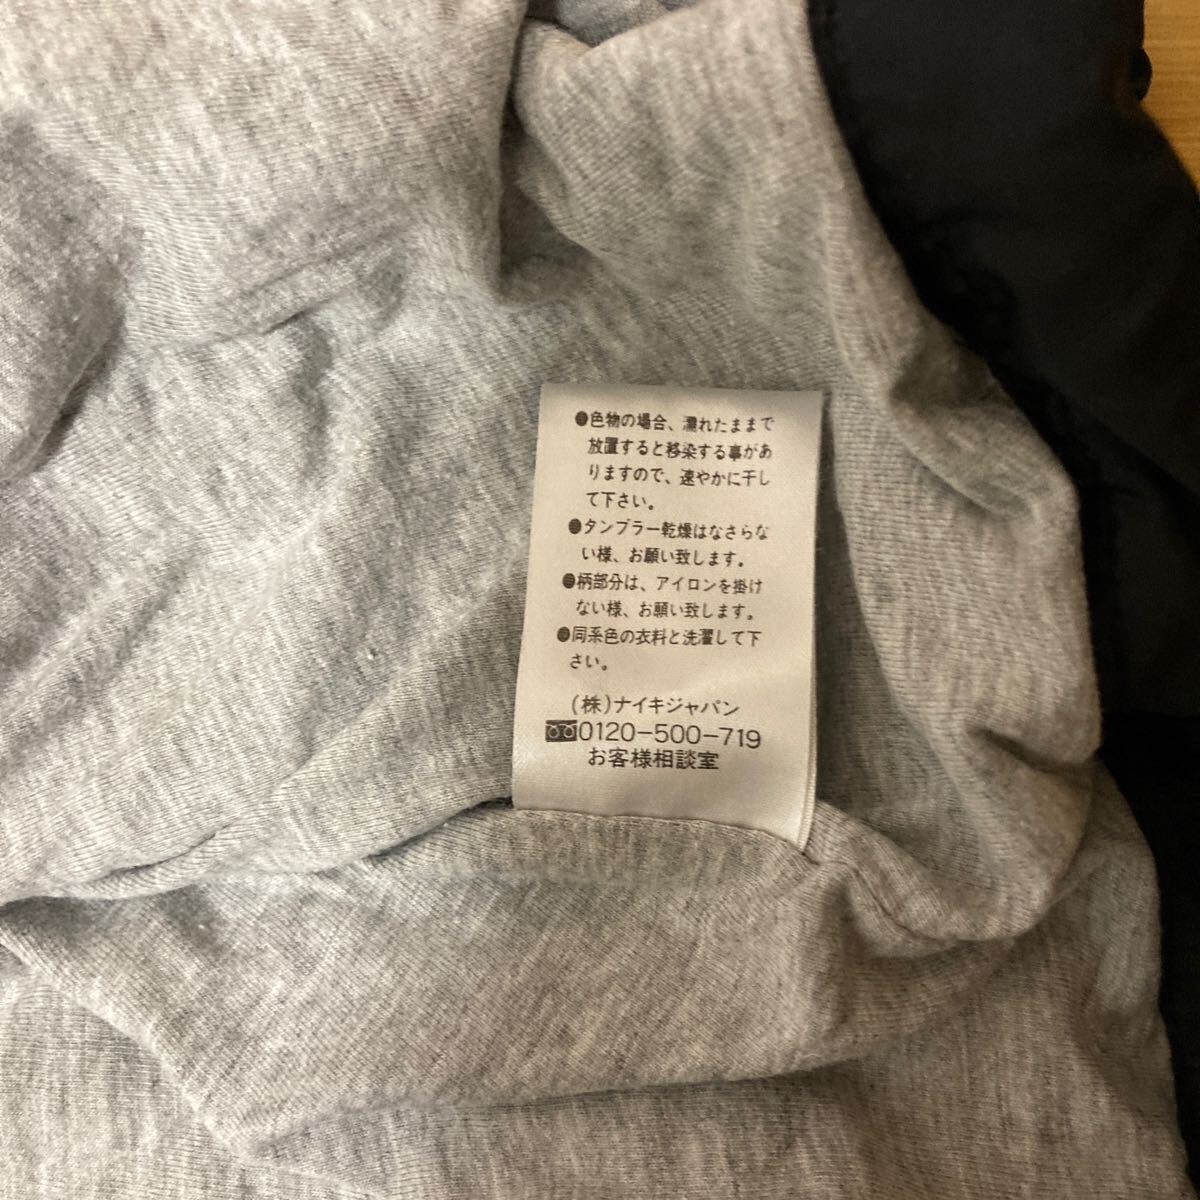 ●色物の場合、濡れたままで
放置すると移染する事があ
りますので、速やかに干し
て下さい。
●タンブラー乾燥はなさらな
い様、お願い致します。
●柄部分は、アイロンを掛け
ない様、お願い致します。
●同系色の衣料と洗濯して下
さい。
(株)ナイキジャパン
0120-500-719
お客様相談室